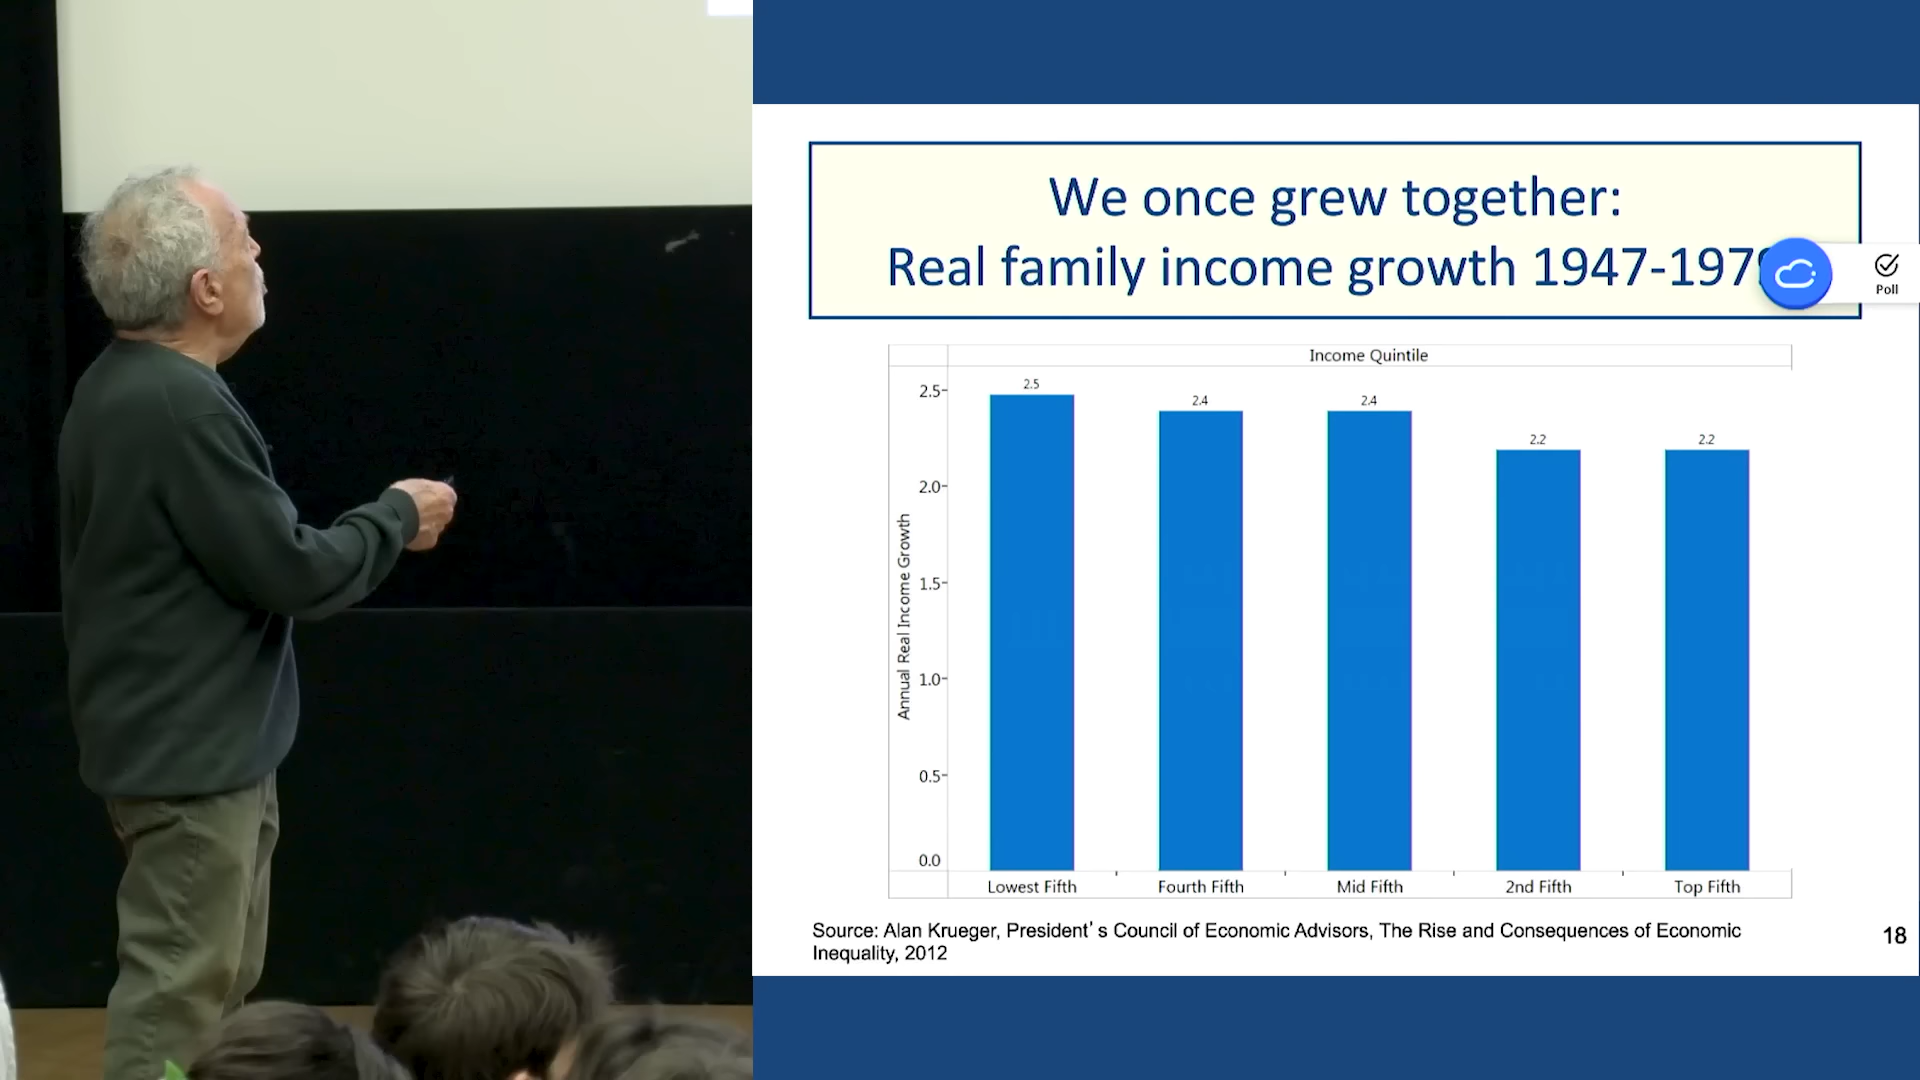 We once grew together:
Real family income growth 1947-197
Poll
Income Quintile
Annual Real Income Growth
2.5
2.0
1.5
1.0
0.5
0.0
2.5
2.4
2.4
2.2
2.2
Lowest Fifth
Fourth Fifth
Mid Fifth
2nd Fifth
Top Fifth
Source: Alan Krueger, President's Council of Economic Advisors, The Rise and Consequences of Economic
Inequality, 2012
18